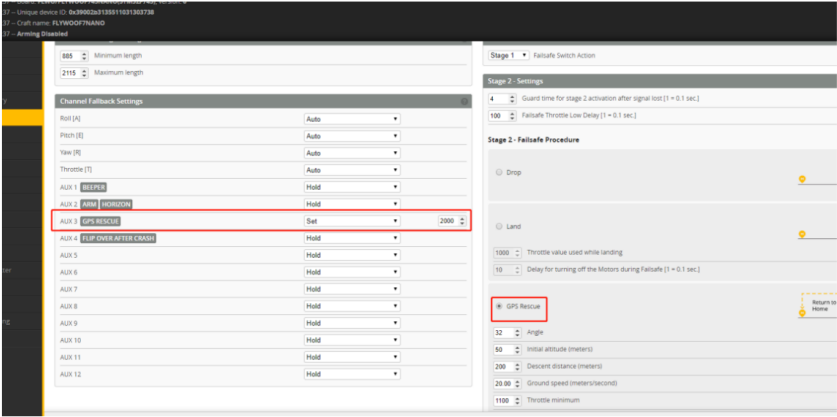 37 – Unique device ID: 0x39002b3135511031303738
37 – Craft name: FLYWOOF7NANO
37 – Arming Disabled
885 Minimum length
2115 Maximum length
Channel Fallback Settings
Roll [A] Auto
Pitch [E] Auto
Yaw [R] Auto
Throttle [T] Auto
AUX 1 BEEPER Hold
AUX 2 ARM HORIZON Hold
AUX 3 GPS RESCUE Set 2000
AUX 4 FLIP OVER AFTER CRASH Hold
AUX 5 Hold
AUX 6 Hold
AUX 7 Hold
AUX 8 Hold
AUX 9 Hold
AUX 10 Hold
AUX 11 Hold
AUX 12 Hold
Stage 1 Failsafe Switch Action
Stage 2 - Settings
4 Guard time for stage 2 activation after signal lost [1 = 0.1 sec.]
100 Failsafe Throttle Low Delay [1 = 0.1 sec.]
Stage 2 - Failsafe Procedure
Drop
Land
1000 Throttle value used while landing
10 Delay for turning off the Motors during Failsafe [1 = 0.1 sec.]
GPS Rescue
Return to
Home
32 Angle
50 Initial altitude (meters)
200 Descent distance (meters)
20.00 Ground speed (meters/second)
1100 Throttle minimum